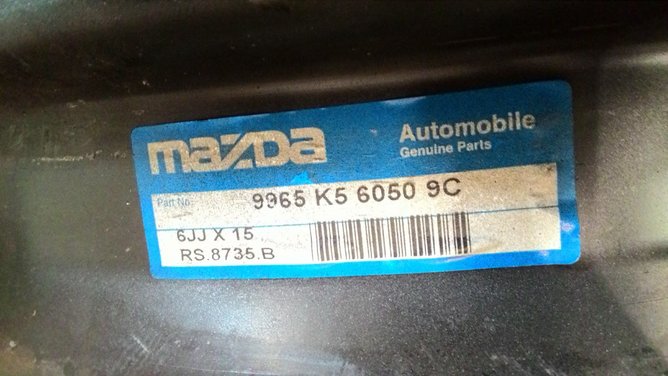 mazDa
Automobile
Genuine Parts
Part No. 9965 K5 6050 9C
6JJ X 15
RS.8735.B